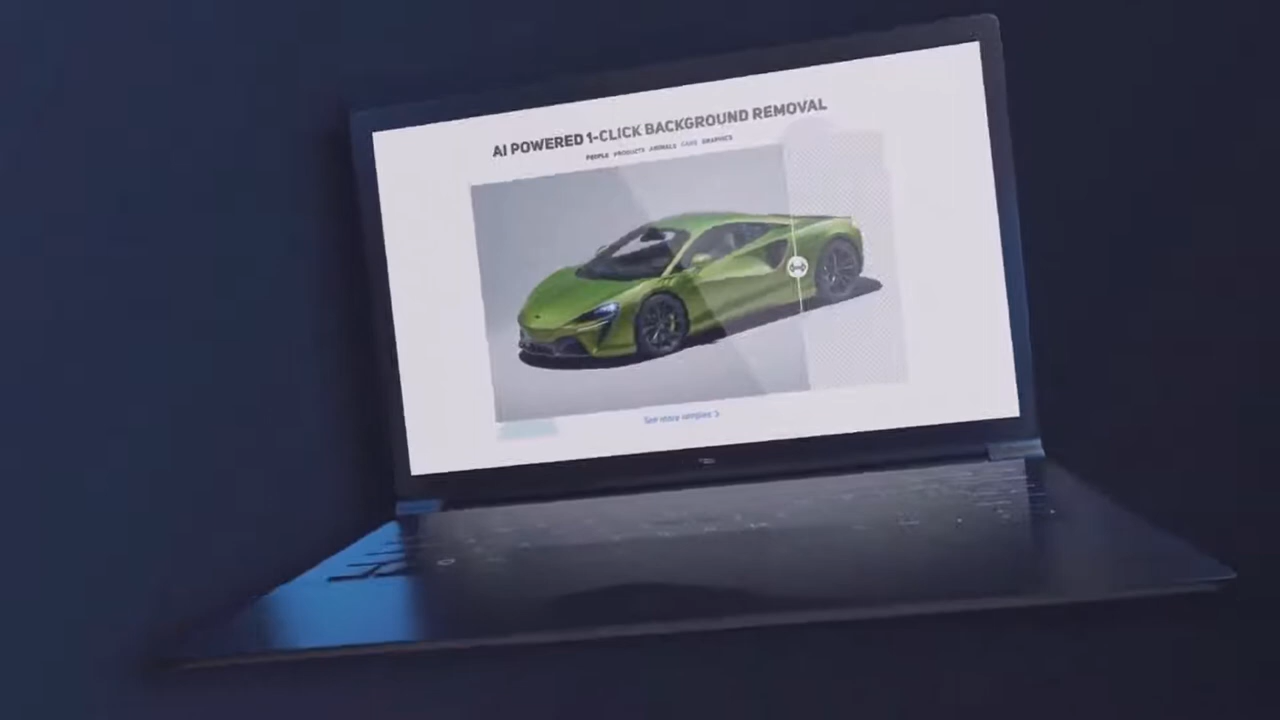 AI POWERED 1-CLICK BACKGROUND REMOVAL
PEOPLE PRODUCTS ANIMALS CARS GRAPHICS
See more samples >